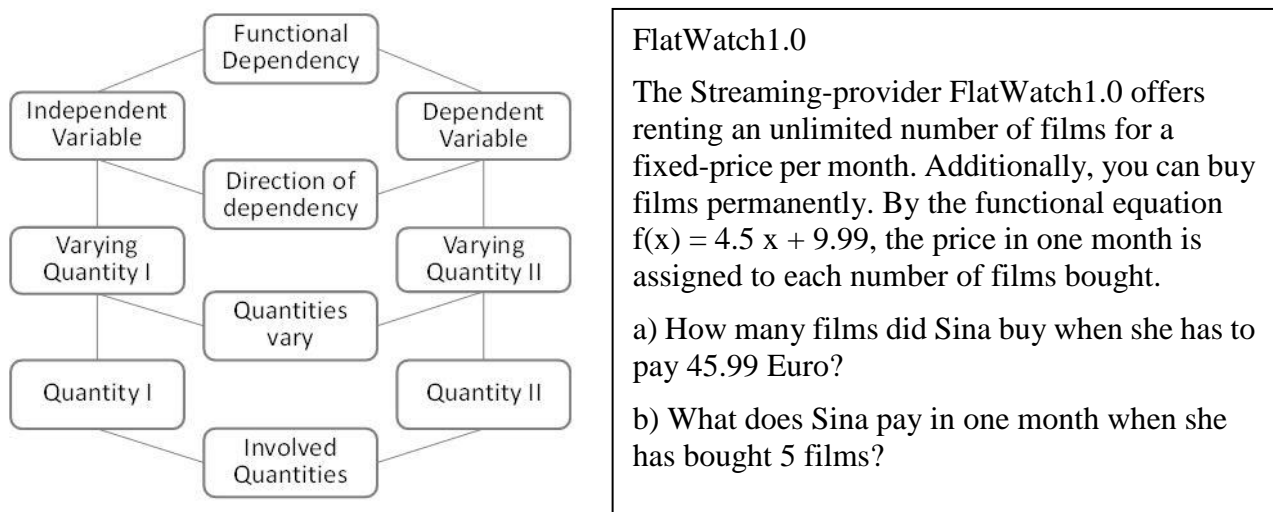 Functional
Dependency
Independent
Variable
Dependent
Variable
Direction of
dependency
Varying
Quantity I
Varying
Quantity II
Quantities
vary
Quantity I
Quantity II
Involved
Quantities
FlatWatch1.0
The Streaming-provider FlatWatch1.0 offers
renting an unlimited number of films for a
fixed-price per month. Additionally, you can buy
films permanently. By the functional equation
f(x) = 4.5 x + 9.99, the price in one month is
assigned to each number of films bought.
a) How many films did Sina buy when she has to
pay 45.99 Euro?
b) What does Sina pay in one month when she
has bought 5 films?